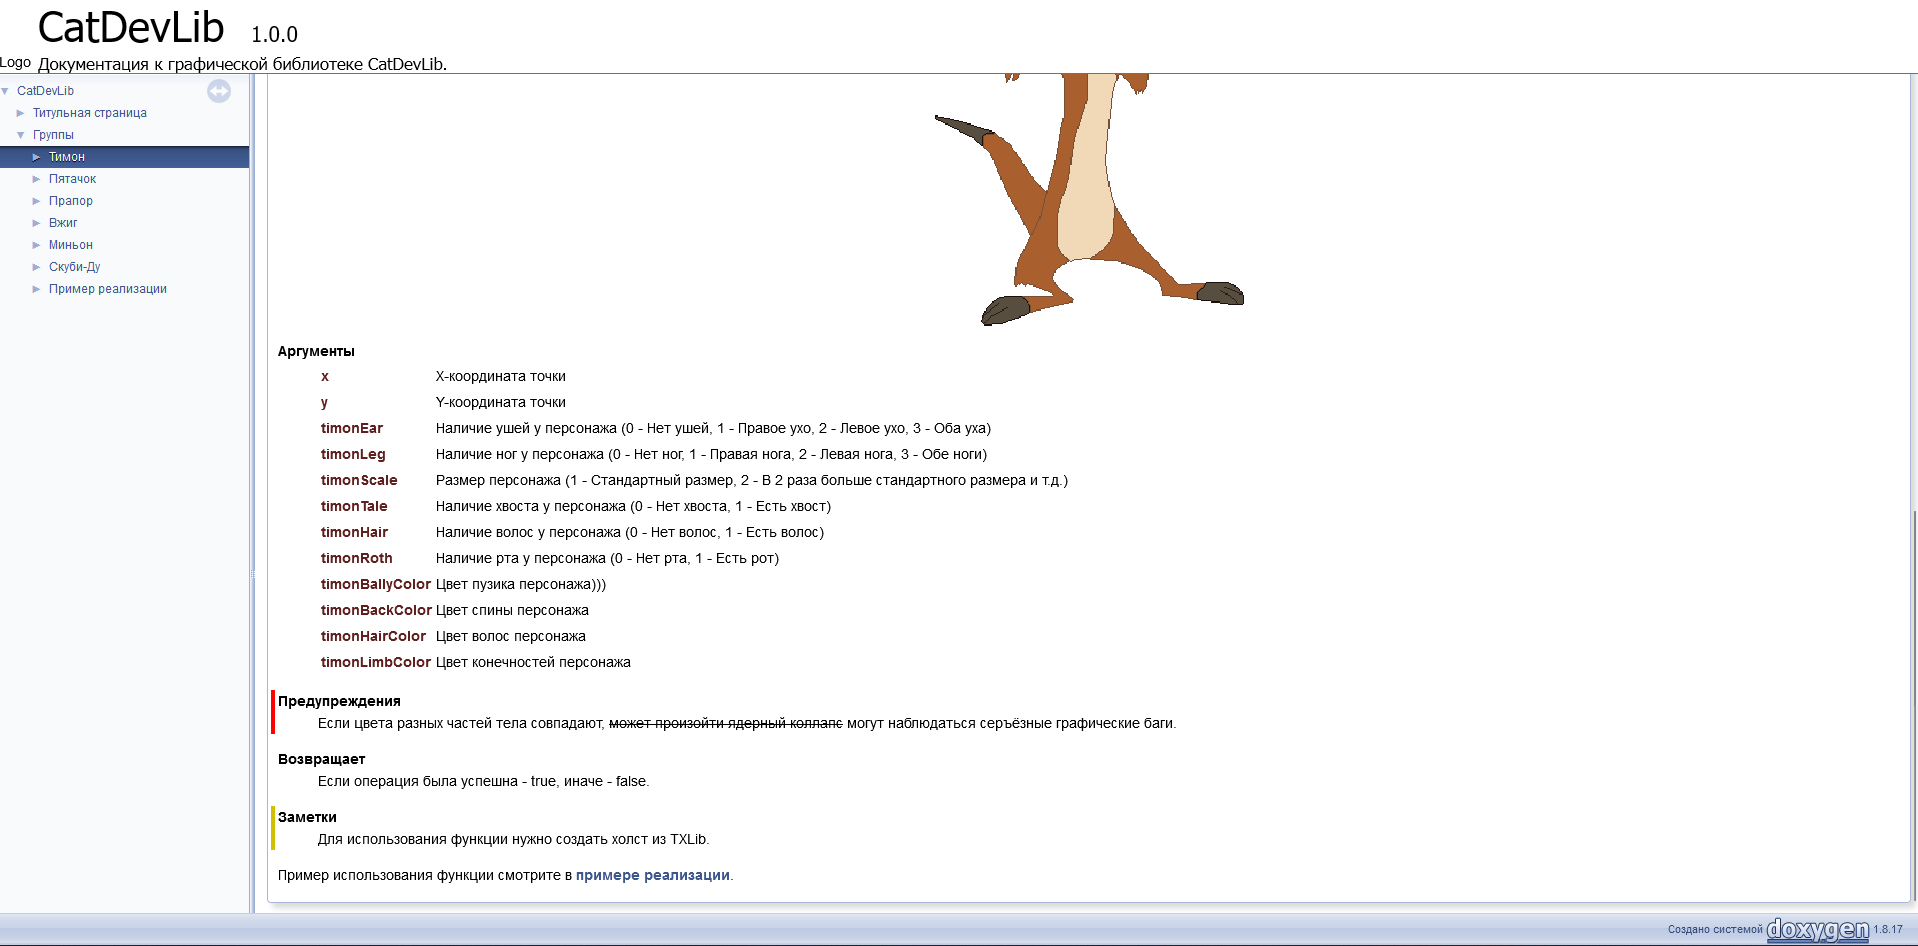 CatDevLib 1.0.0
Logo Документация к графической библиотеке CatDevLib.
CatDevLib
Титульная страница
Группы
Тимон
Пятачок
Прапор
Вжиг
Миньон
Скуби-Ду
Пример реализации
Аргументы
x X-координата точки
y Y-координата точки
timonEar Наличие ушей у персонажа (0 - Нет ушей, 1 - Правое ухо, 2 - Левое ухо, 3 - Оба уха)
timonLeg Наличие ног у персонажа (0 - Нет ног, 1 - Правая нога, 2 - Левая нога, 3 - Обе ноги)
timonScale Размер персонажа (1 - Стандартный размер, 2 - В 2 раза больше стандартного размера и т.д.)
timonTale Наличие хвоста у персонажа (0 - Нет хвоста, 1 - Есть хвост)
timonHair Наличие волос у персонажа (0 - Нет волос, 1 - Есть волос)
timonRoth Наличие рта у персонажа (0 - Нет рта, 1 - Есть рот)
timonBallyColor Цвет пузика персонажа)))
timonBackColor Цвет спины персонажа
timonHairColor Цвет волос персонажа
timonLimbColor Цвет конечностей персонажа
Предупреждения
Если цвета разных частей тела совпадают, может произойти ядерный коллапс могут наблюдаться серъёзные графические баги.
Возвращает
Если операция была успешна - true, иначе - false.
Заметки
Для использования функции нужно создать холст из TXLib.
Пример использования функции смотрите в примере реализации.
Создано системой doxygen 1.8.17